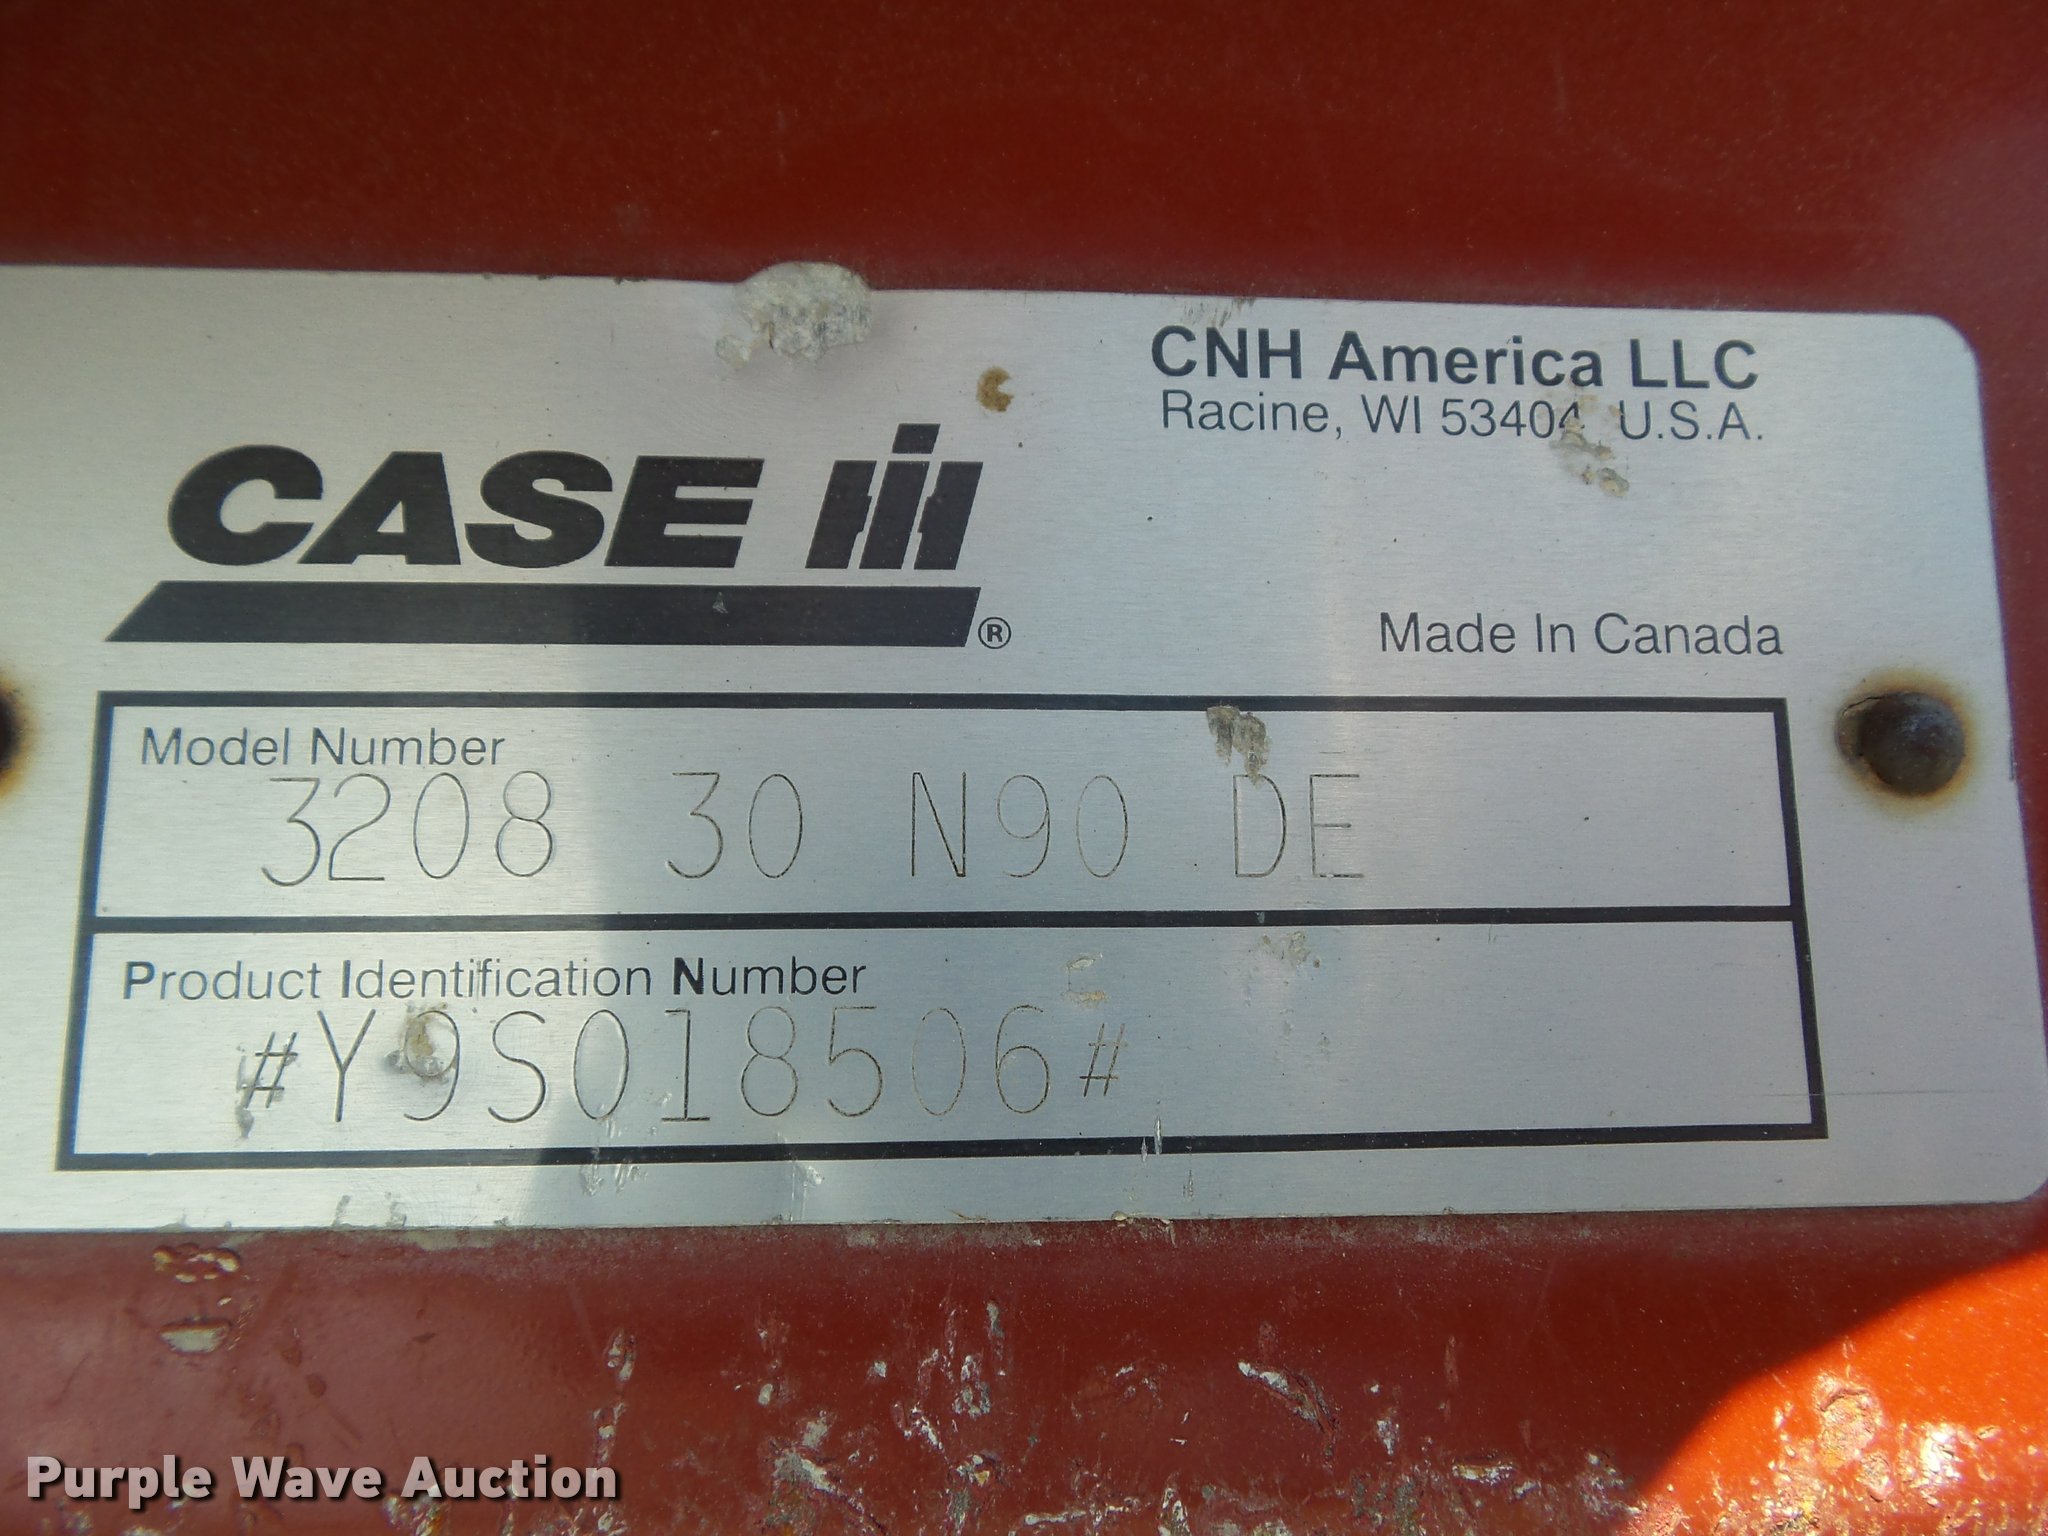 CNH America LLC
Racine, WI 53404 U.S.A.
CASE IH
®
Made In Canada
Model Number
3208 30 N90 DE
Product Identification Number
#Y9S018506#
Purple Wave Auction